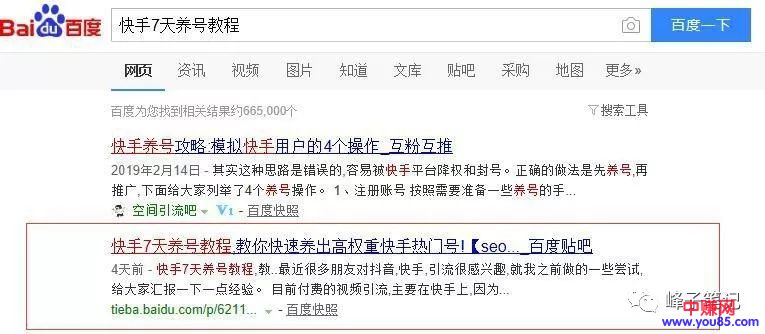 Bai du 百度 快手7天养号教程 百度一下
网页 资讯 视频 图片 知道 文库 贴吧 采购 地图 更多»
百度为您找到相关结果约665,000个 搜索工具
快手养号攻略:模拟快手用户的4个操作_互粉互推
2019年2月14日 - 其实这种思路是错误的,容易被快手平台降权和封号。正确的做法是先养号,再
推广,下面给大家列举了4个养号操作。 1、注册账号 按照需要准备一些养号的手...
空间引流吧 V1 - 百度快照
快手7天养号教程,教你快速养出高权重快手热门号!【seo..._百度贴吧
4天前 - 快手7天养号教程,教..最近很多朋友对抖音,快手,引流很感兴趣,就我之前做的一些尝试,
给大家汇报一下一点经验。 目前付费的视频引流,主要在快手上,因为...
tieba.baidu.com/p/6211... - 百度快照
峰子笔记
中赚网
www.you85.com